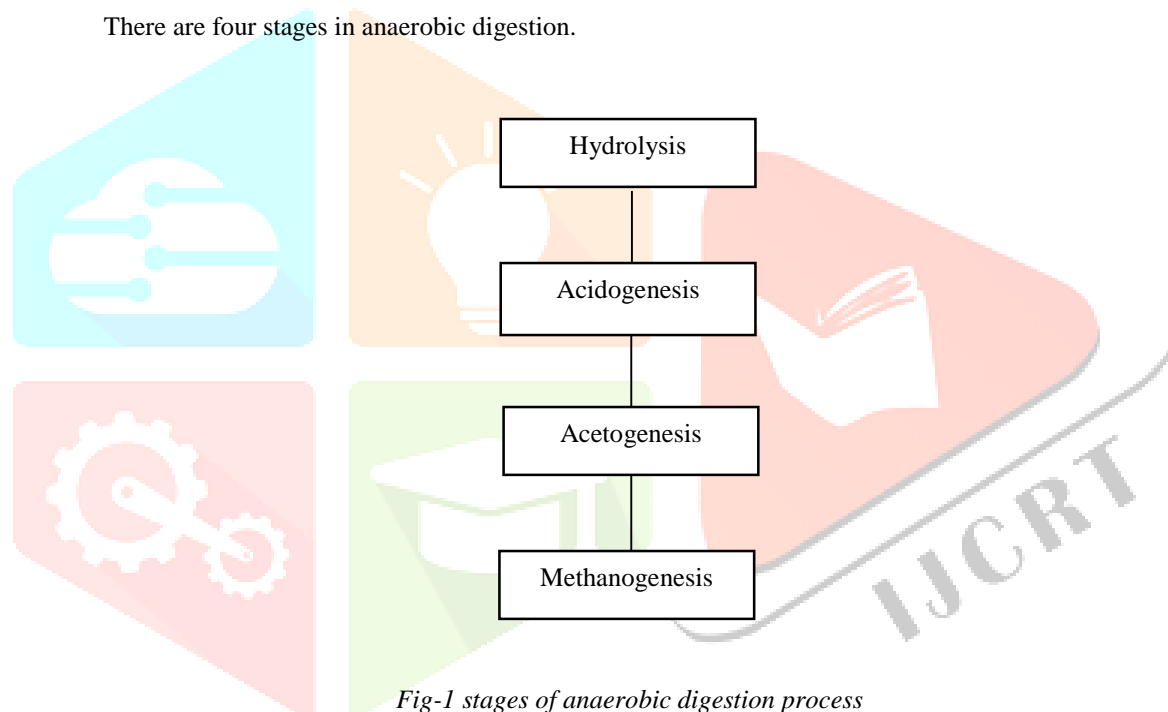 There are four stages in anaerobic digestion.
Hydrolysis
Acidogenesis
Acetogenesis
Methanogenesis
IJCRT
Fig-1 stages of anaerobic digestion process